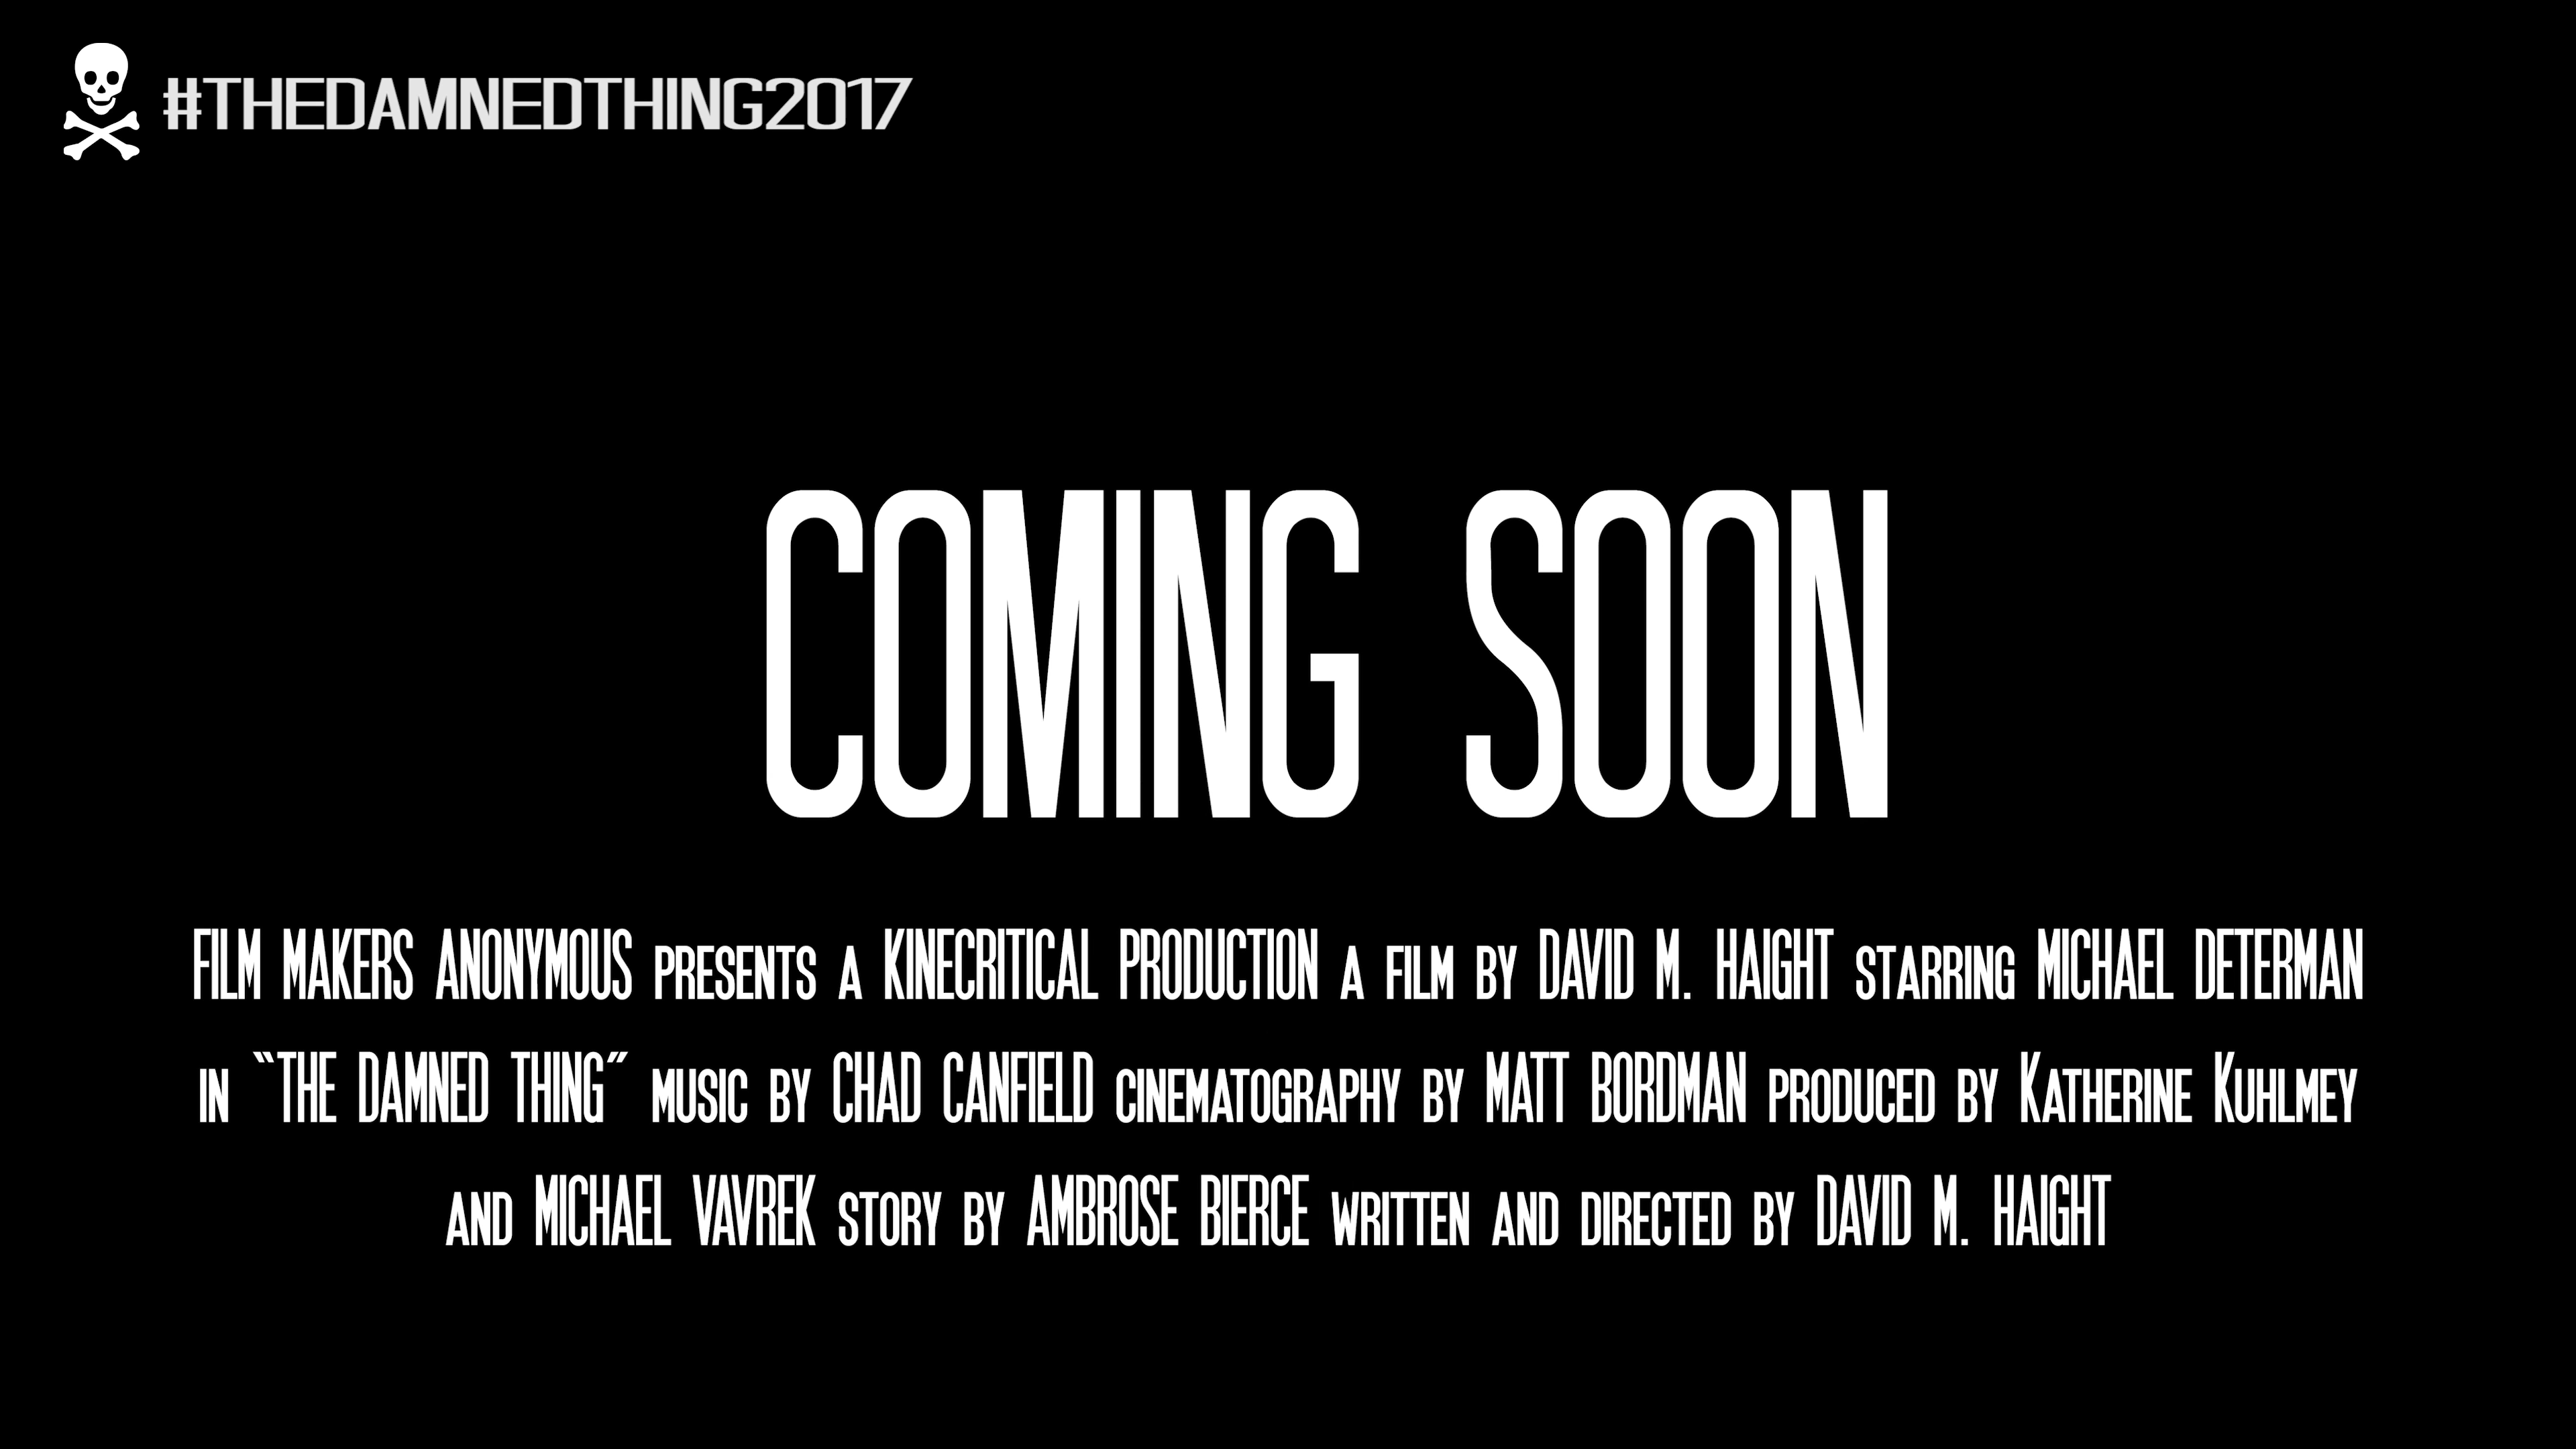 #THEDAMNEDTHING2017
COMING SOON
FILM MAKERS ANONYMOUS PRESENTS A KINECRITICAL PRODUCTION A FILM BY DAVID M. HAIGHT STARRING MICHAEL DETERMAN
IN “THE DAMNED THING” MUSIC BY CHAD CANFIELD CINEMATOGRAPHY BY MATT BORDMAN PRODUCED BY KATHERINE KUHLMEY
AND MICHAEL VAVREK STORY BY AMBROSE BIERCE WRITTEN AND DIRECTED BY DAVID M. HAIGHT